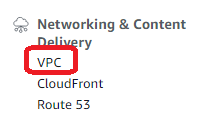 Networking & Content
Delivery
VPC
CloudFront
Route 53